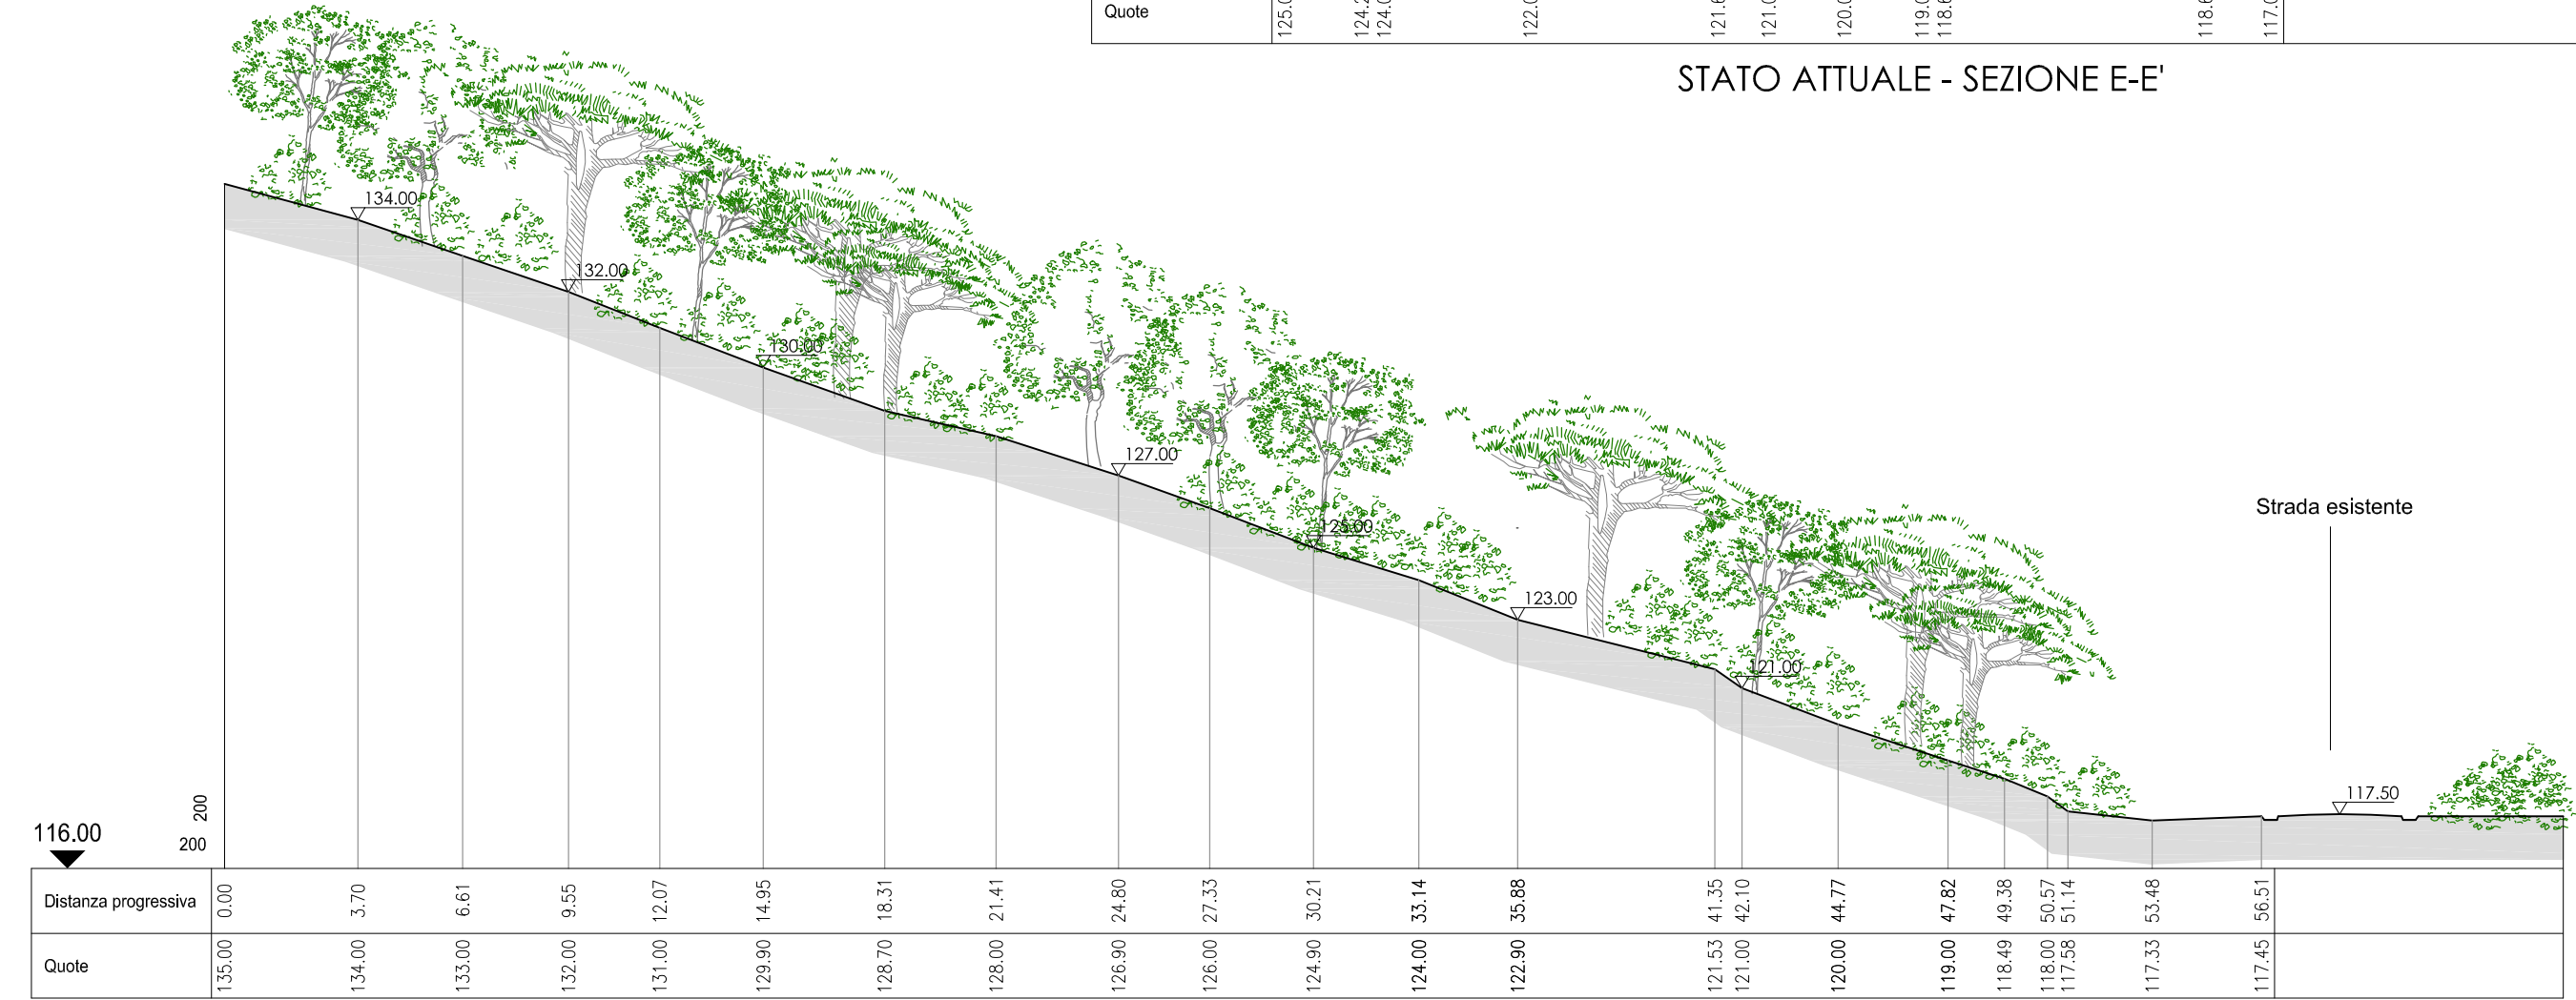 Quote
STATO ATTUALE - SEZIONE E-E'
134.00
132.00
130.00
127.00
125.00
123.00
121.00
Strada esistente
117.50
200
200
116.00
Distanza progressiva 0.00 3.70 6.61 9.55 12.07 14.95 18.31 21.41 24.80 27.33 30.21 33.14 35.88 41.35 42.10 44.77 47.82 49.38 50.57 51.14 53.48 56.51
Quote 135.00 134.00 133.00 132.00 131.00 129.90 128.70 128.00 126.90 126.00 124.90 124.00 122.90 121.53 121.00 120.00 119.00 118.49 118.00 117.58 117.33 117.45